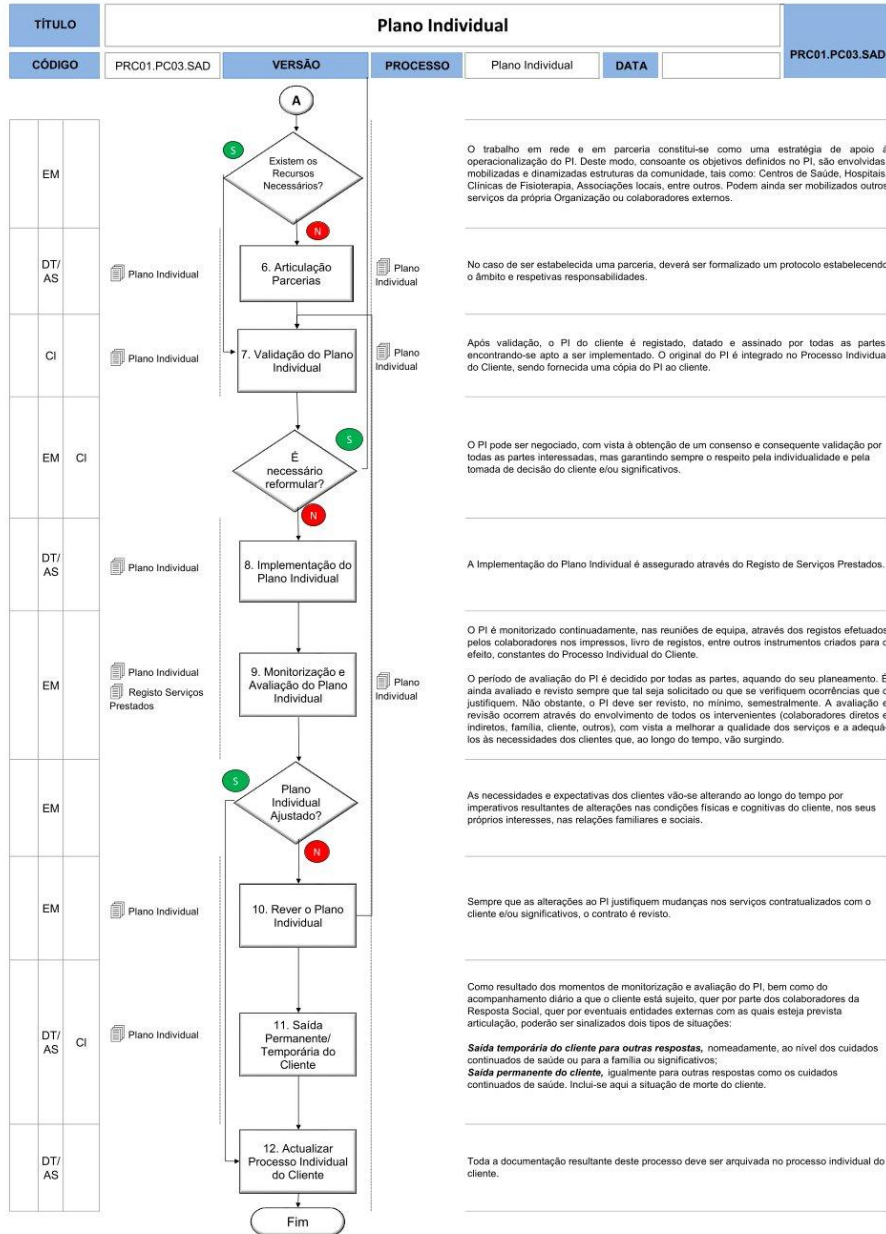 TÍTULO
Plano Individual
PRC01.PC03.SAD
CÓDIGO
PRC01.PC03.SAD
VERSÃO
PROCESSO
Plano Individual
DATA
A
EM
S
Existem os
Recursos
Necessários?
N
O trabalho em rede e em parceria constitui-se como uma estratégia de apoio
operacionalização do PI. Deste modo, consoante os objetivos definidos no PI, são envolvidas
mobilizadas e dinamizadas estruturas da comunidade, tais como: Centros de Saúde, Hospitais
Clínicas de Fisioterapia, Associações locais, entre outros. Podem ainda ser mobilizados outros
serviços da própria Organização ou colaboradores externos.
DT/
AS
Plano Individual
6. Articulação
Parcerias
Plano
Individual
No caso de ser estabelecida uma parceria, deverá ser formalizado um protocolo estabelecendo
o âmbito e respetivas responsabilidades.
CI
Plano Individual
7. Validação do Plano
Individual
Plano
Individual
Após validação, o PI do cliente é registado, datado e assinado por todas as partes
encontrando-se apto a ser implementado. O original do PI é integrado no Processo Individua
do Cliente, sendo fornecida uma cópia do PI ao cliente.
EM CI
S
É
necessário
reformular?
N
O PI pode ser negociado, com vista à obtenção de um consenso e consequente validação por
todas as partes interessadas, mas garantindo sempre o respeito pela individualidade e pela
tomada de decisão do cliente e/ou significativos.
DT/
AS
Plano Individual
8. Implementação do
Plano Individual
A Implementação do Plano Individual é assegurado através do Registo de Serviços Prestados.
EM
Plano Individual
Registo Serviços
Prestados
9. Monitorização e
Avaliação do Plano
Individual
Plano
Individual
O PI é monitorizado continuadamente, nas reuniões de equipa, através dos registos efetuados
pelos colaboradores nos impressos, livro de registos, entre outros instrumentos criados para o
efeito, constantes do Processo Individual do Cliente.
O período de avaliação do PI é decidido por todas as partes, aquando do seu planeamento. É
ainda avaliado e revisto sempre que tal seja solicitado ou que se verifiquem ocorrências que o
justifiquem. Não obstante, o PI deve ser revisto, no mínimo, semestralmente. A avaliação e
revisão ocorrem através do envolvimento de todos os intervenientes (colaboradores diretos e
indiretos, família, cliente, outros), com vista a melhorar a qualidade dos serviços e a adequá-
los às necessidades dos clientes que, ao longo do tempo, vão surgindo.
EM
S
Plano
Individual
Ajustado?
N
As necessidades e expectativas dos clientes vão-se alterando ao longo do tempo por
imperativos resultantes de alterações nas condições físicas e cognitivas do cliente, nos seus
próprios interesses, nas relações familiares e sociais.
EM
Plano Individual
10. Rever o Plano
Individual
Sempre que as alterações ao PI justifiquem mudanças nos serviços contratualizados com o
cliente e/ou significativos, o contrato é revisto.
DT/
AS
CI
Plano Individual
11. Saída
Permanente/
Temporária do
Cliente
Como resultado dos momentos de monitorização e avaliação do PI, bem como do
acompanhamento diário a que o cliente está sujeito, quer por parte dos colaboradores da
Resposta Social, quer por eventuais entidades externas com as quais esteja prevista
articulação, poderão ser sinalizados dois tipos de situações:
Saída temporária do cliente para outras respostas, nomeadamente, ao nível dos cuidados
continuados de saúde ou para a família ou significativos;
Saída permanente do cliente, igualmente para outras respostas como os cuidados
continuados de saúde. Inclui-se aqui a situação de morte do cliente.
DT/
AS
12. Actualizar
Processo Individual
do Cliente
Toda a documentação resultante deste processo deve ser arquivada no processo individual do
cliente.
Fim